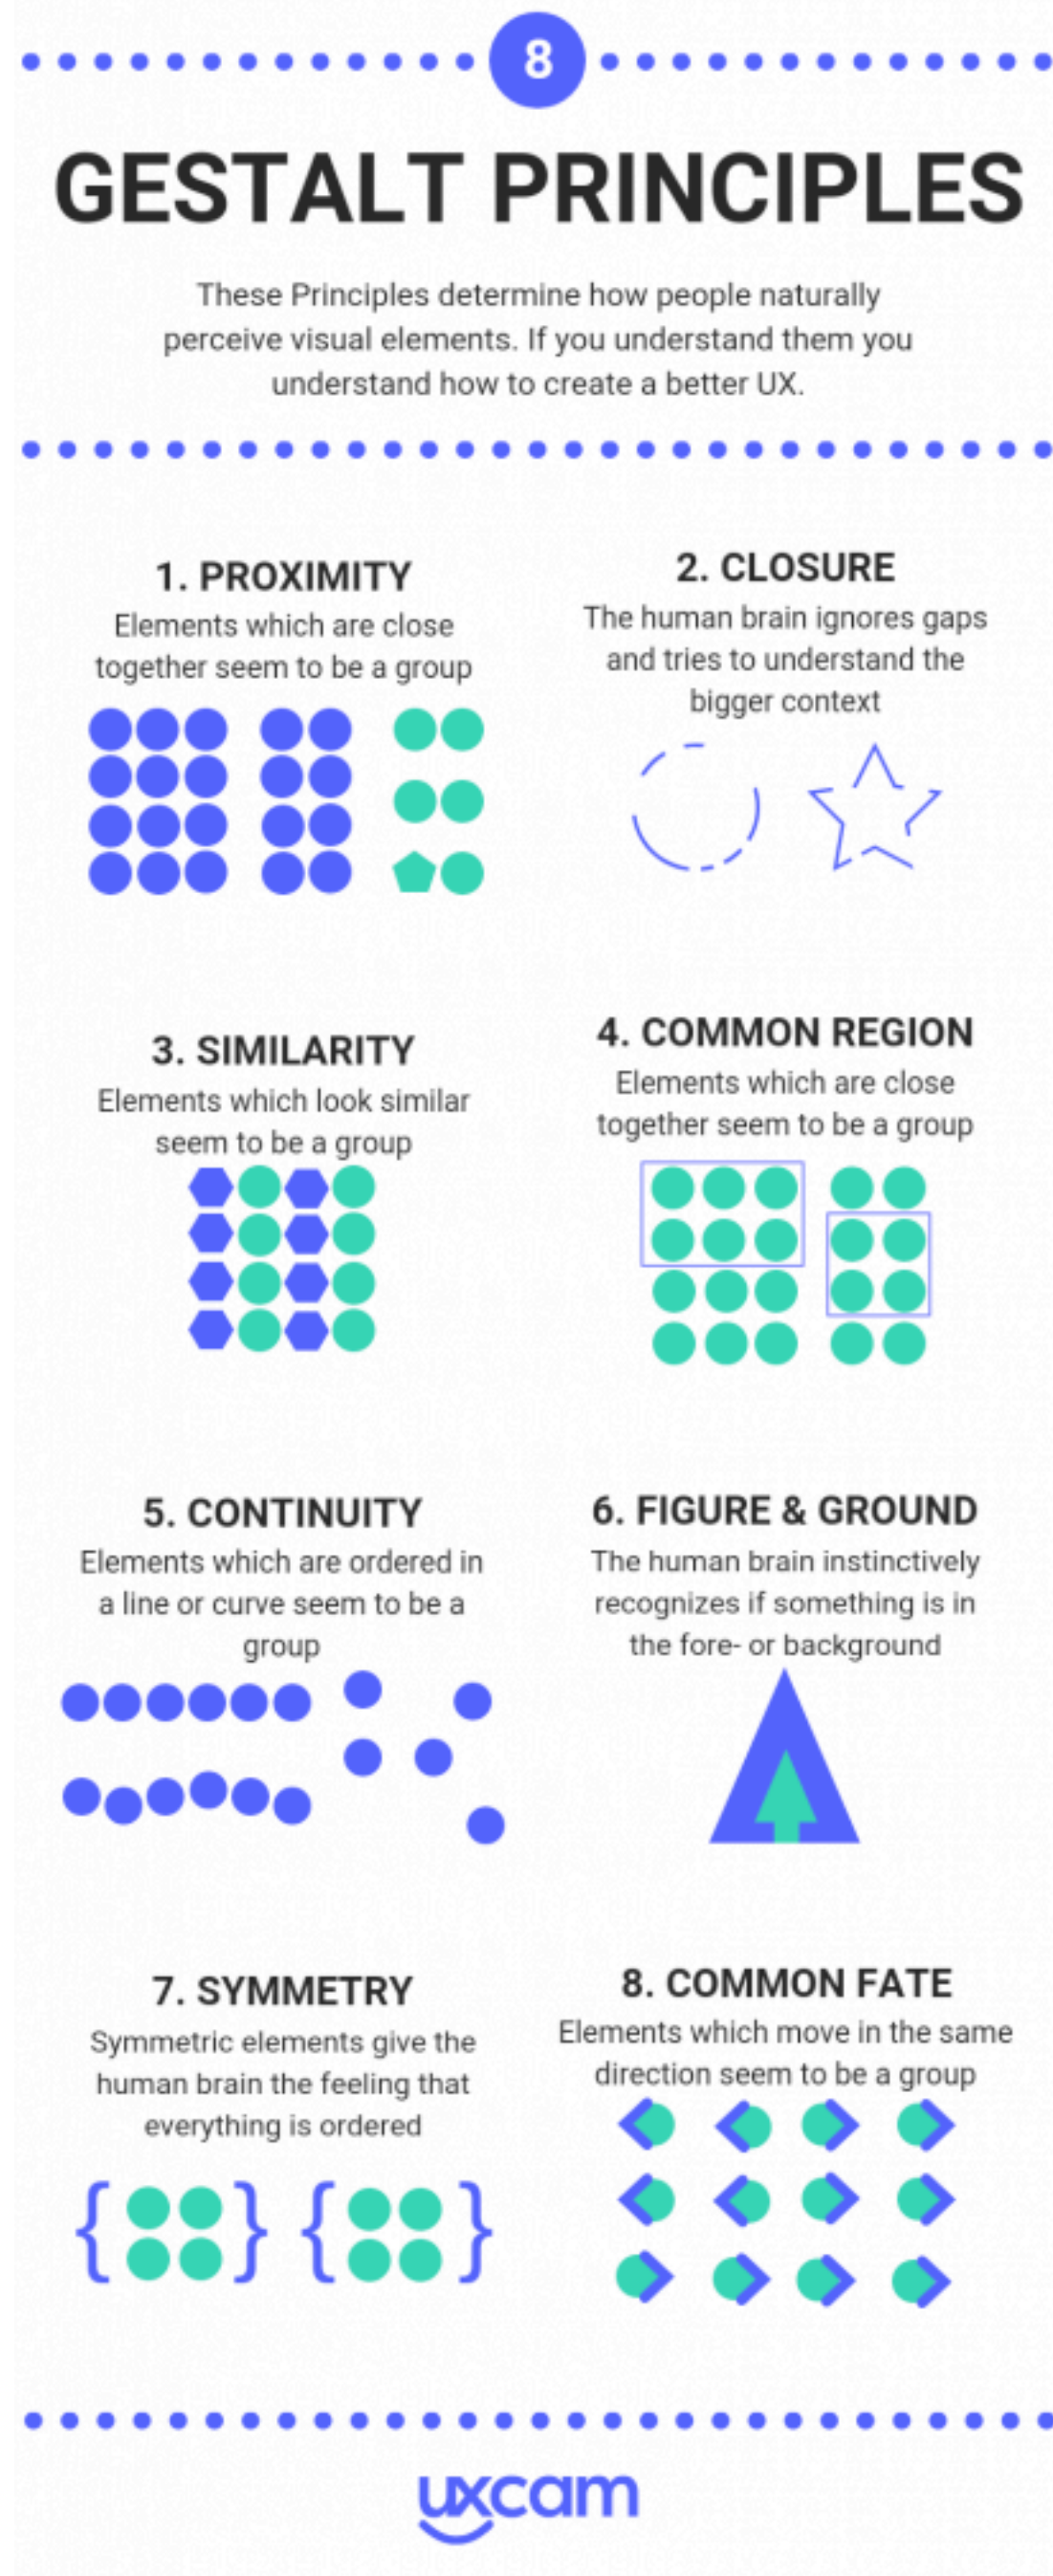 8
GESTALT PRINCIPLES
These Principles determine how people naturally
perceive visual elements. If you understand them you
understand how to create a better UX.
1. PROXIMITY
Elements which are close
together seem to be a group
2. CLOSURE
The human brain ignores gaps
and tries to understand the
bigger context
3. SIMILARITY
Elements which look similar
seem to be a group
4. COMMON REGION
Elements which are close
together seem to be a group
5. CONTINUITY
Elements which are ordered in
a line or curve seem to be a
group
6. FIGURE & GROUND
The human brain instinctively
recognizes if something is in
the fore- or background
7. SYMMETRY
Symmetric elements give the
human brain the feeling that
everything is ordered
{ } { }
8. COMMON FATE
Elements which move in the same
direction seem to be a group
uxcam